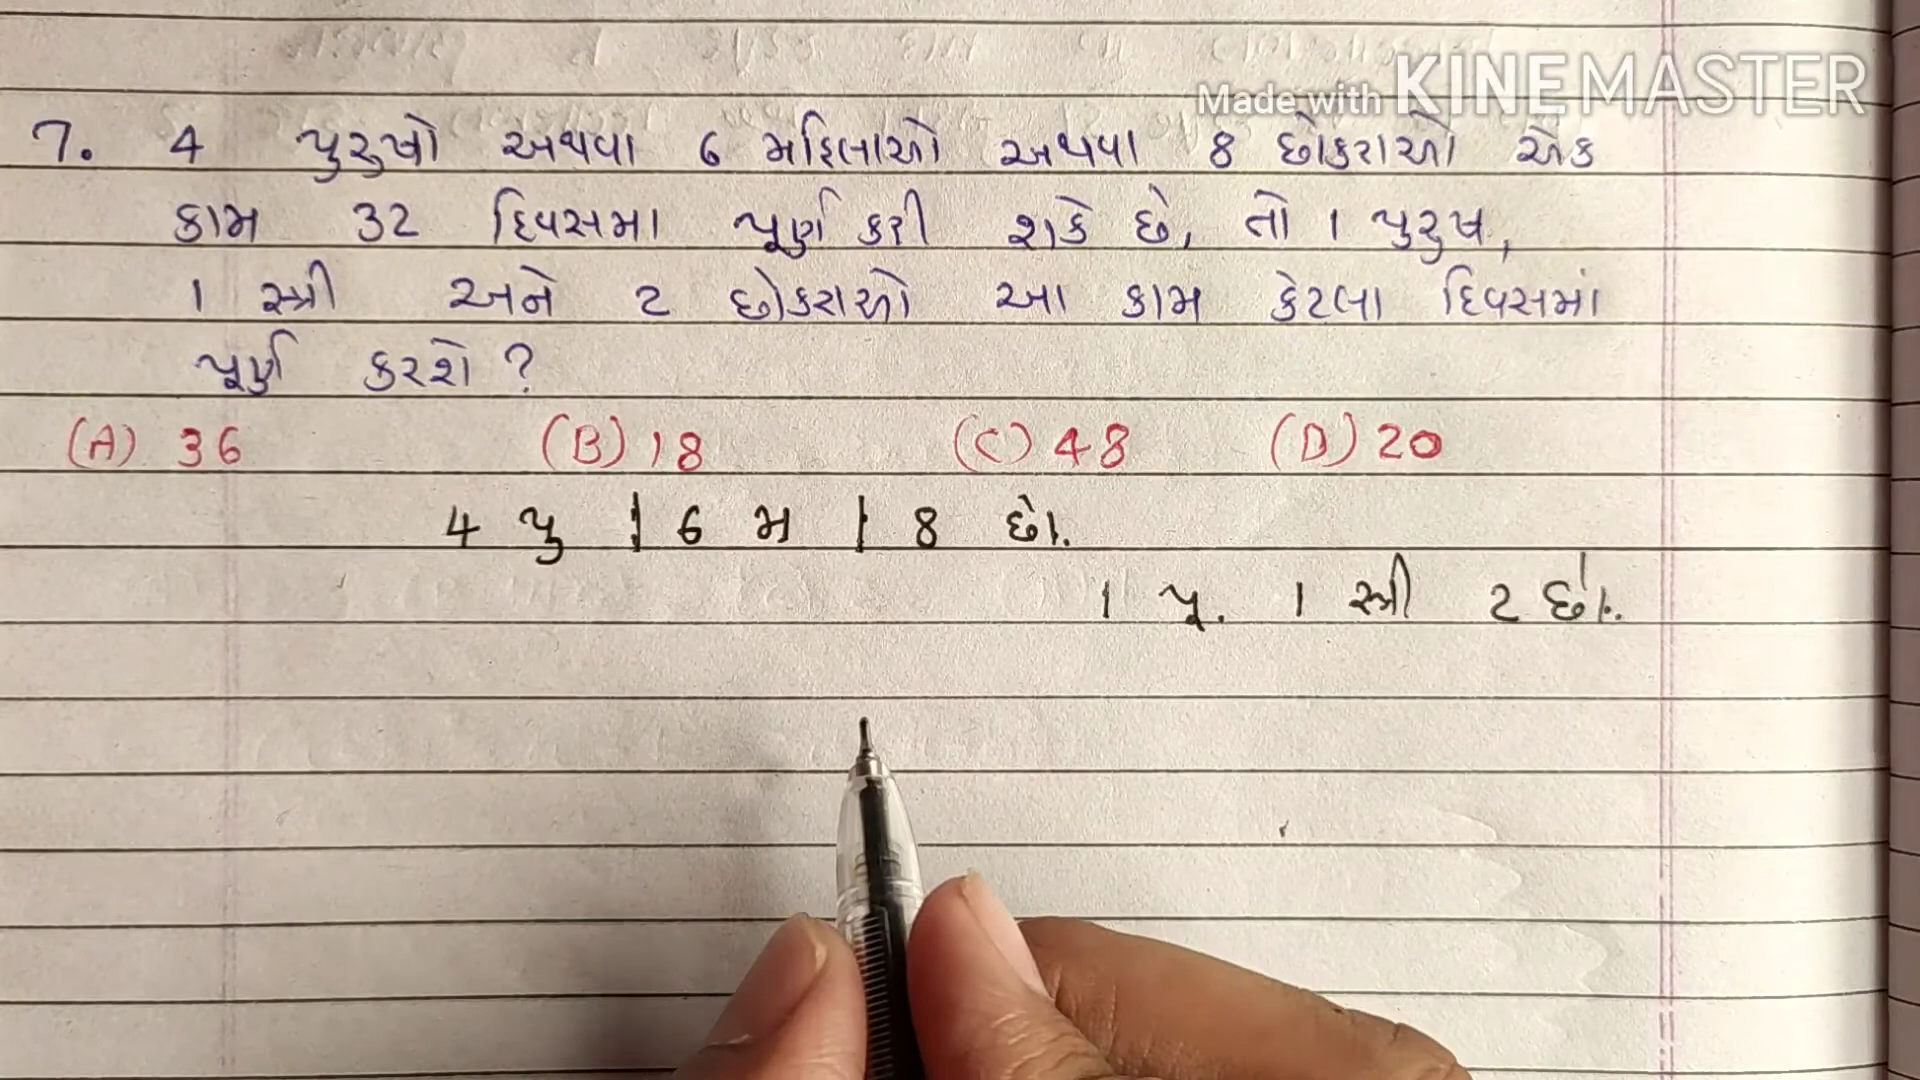 Made with KINEMASTER
7. 4 પુરુષો અથવા 6 મહિલાઓ અથવા 8 છોકરાઓ એક
કામ 32 દિવસમા પૂર્ણ કરી શકે છે, તો 1 પુરુષ,
1 સ્ત્રી અને 2 છોકરાઓ આ કામ કેટલા દિવસમાં
પૂર્ણ કરશે ?
(A) 36 (B) 18 (C) 48 (D) 20
4 પુ | 6 મ | 8 છો.
1 પૂ. 1 સ્ત્રી 2 છો.